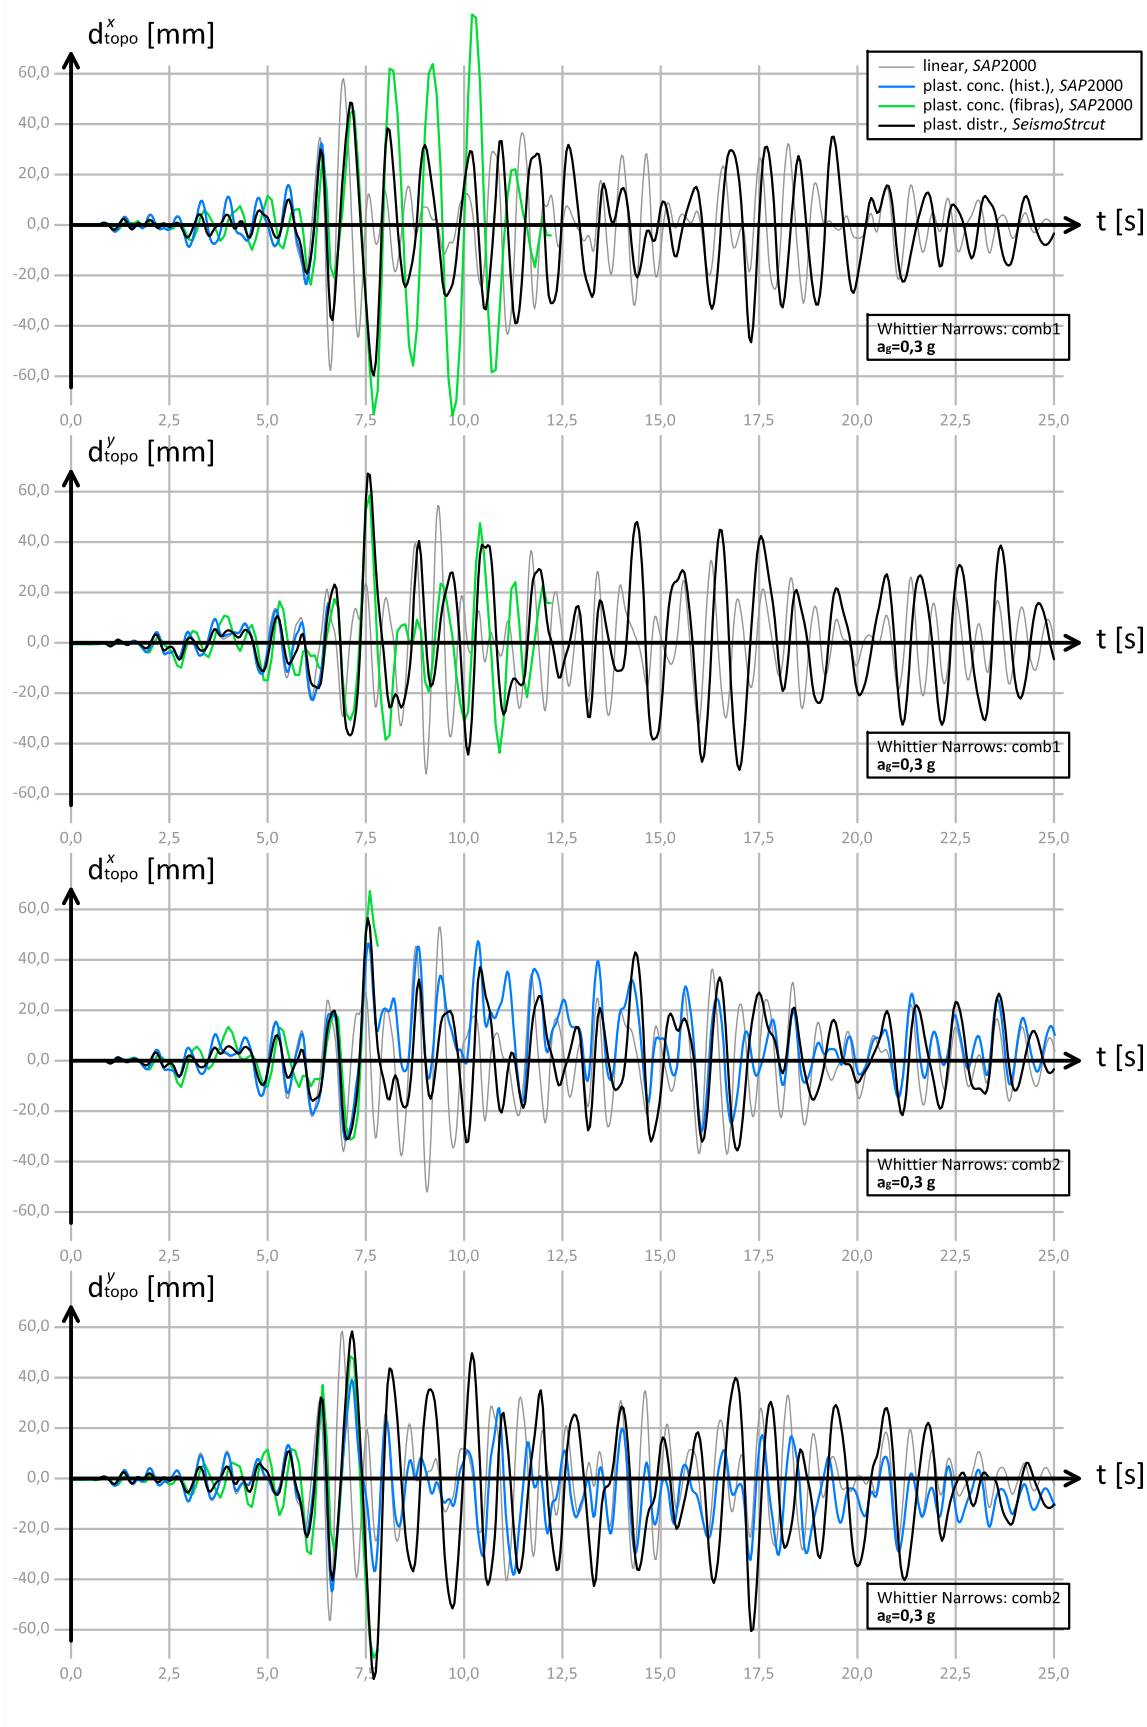 d topo x [mm]
60,0
40,0
20,0
0,0
-20,0
-40,0
-60,0
linear, SAP2000
plast. conc. (hist.), SAP2000
plast. conc. (fibras), SAP2000
plast. distr., SeismoStrcut
t [s]
Whittier Narrows: comb1
ag=0,3 g
0,0 2,5 5,0 7,5 10,0 12,5 15,0 17,5 20,0 22,5 25,0
d topo y [mm]
60,0
40,0
20,0
0,0
-20,0
-40,0
-60,0
t [s]
Whittier Narrows: comb1
ag=0,3 g
0,0 2,5 5,0 7,5 10,0 12,5 15,0 17,5 20,0 22,5 25,0
d topo x [mm]
60,0
40,0
20,0
0,0
-20,0
-40,0
-60,0
t [s]
Whittier Narrows: comb2
ag=0,3 g
0,0 2,5 5,0 7,5 10,0 12,5 15,0 17,5 20,0 22,5 25,0
d topo y [mm]
60,0
40,0
20,0
0,0
-20,0
-40,0
-60,0
t [s]
Whittier Narrows: comb2
ag=0,3 g
0,0 2,5 5,0 7,5 10,0 12,5 15,0 17,5 20,0 22,5 25,0